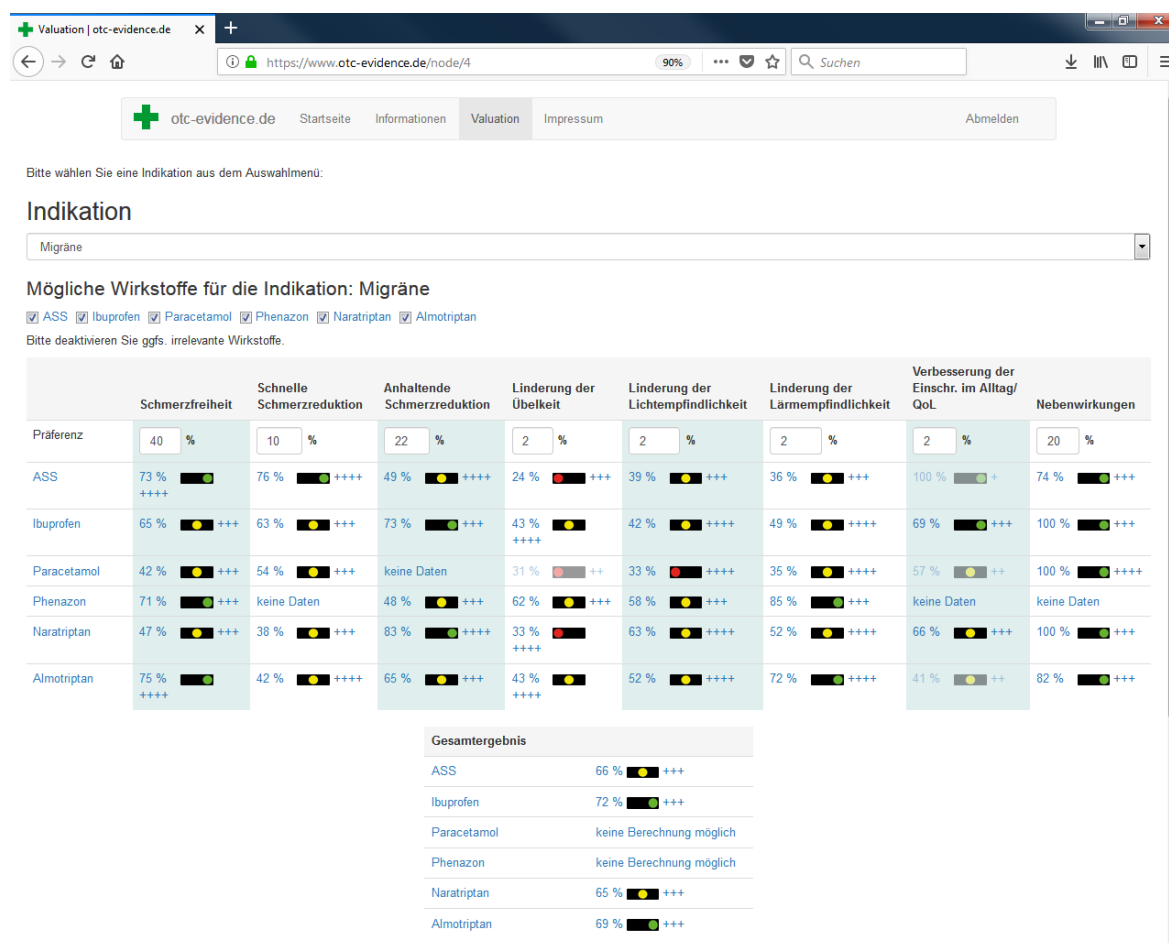 Valuation | otc-evidence.de
https://www.otc-evidence.de/node/4
90%
Suchen
otc-evidence.de Startseite Informationen Valuation Impressum Abmelden
Bitte wählen Sie eine Indikation aus dem Auswahlmenü:
Indikation
Migräne
Mögliche Wirkstoffe für die Indikation: Migräne
ASS Ibuprofen Paracetamol Phenazon Naratriptan Almotriptan
Bitte deaktivieren Sie ggfs. irrelevante Wirkstoffe.
Schmerzfreiheit Schnelle Schmerzreduktion Anhaltende Schmerzreduktion Linderung der Übelkeit Linderung der Lichtempfindlichkeit Linderung der Lärmempfindlichkeit Verbesserung der Einschr. im Alltag/ QoL Nebenwirkungen
Präferenz 40 % 10 % 22 % 2 % 2 % 2 % 2 % 20 %
ASS 73 % ++++ 76 % ++++ 49 % ++++ 24 % +++ 39 % +++ 36 % +++ 100 % + 74 % +++
Ibuprofen 65 % +++ 63 % +++ 73 % +++ 43 % ++++ 42 % ++++ 49 % ++++ 69 % +++ 100 % +++
Paracetamol 42 % +++ 54 % +++ keine Daten 31 % ++ 33 % ++++ 35 % ++++ 57 % ++ 100 % ++++
Phenazon 71 % +++ keine Daten 48 % +++ 62 % +++ 58 % +++ 85 % +++ keine Daten keine Daten
Naratriptan 47 % +++ 38 % +++ 83 % ++++ 33 % ++++ 63 % ++++ 52 % ++++ 66 % +++ 100 % +++
Almotriptan 75 % ++++ 42 % ++++ 65 % +++ 43 % ++++ 52 % ++++ 72 % ++++ 41 % ++ 82 % +++
Gesamtergebnis
ASS 66 % +++
Ibuprofen 72 % +++
Paracetamol keine Berechnung möglich
Phenazon keine Berechnung möglich
Naratriptan 65 % +++
Almotriptan 69 % +++